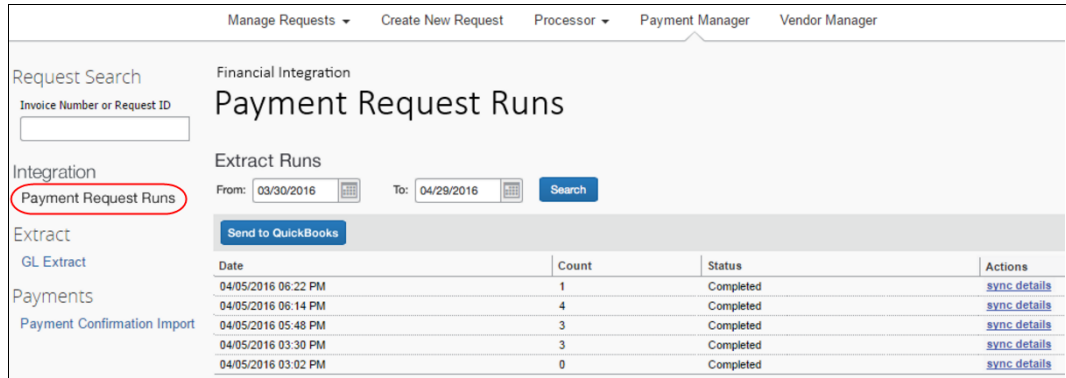 Manage Requests Create New Request Processor Payment Manager Vendor Manager
Request Search
Invoice Number or Request ID
Integration
Payment Request Runs
Extract
GL Extract
Payments
Payment Confirmation Import
Financial Integration
Payment Request Runs
Extract Runs
From: 03/30/2016 To: 04/29/2016 Search
Send to QuickBooks
Date Count Status Actions
04/05/2016 06:22 PM 1 Completed sync details
04/05/2016 06:14 PM 4 Completed sync details
04/05/2016 05:48 PM 3 Completed sync details
04/05/2016 03:30 PM 3 Completed sync details
04/05/2016 03:02 PM 0 Completed sync details